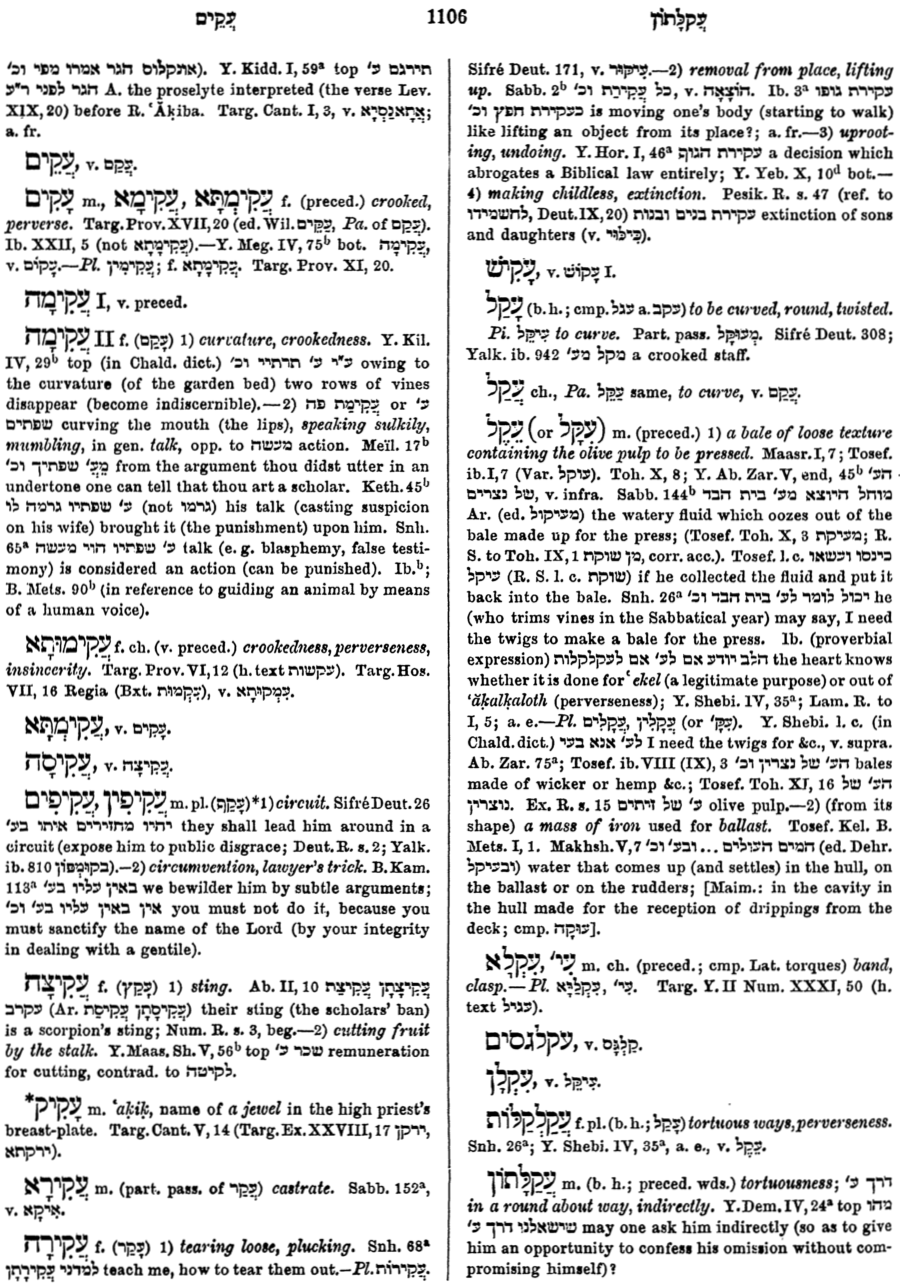 עֲקֵים 1106 עֲקַלָּתוֹן
תירגם ע' Y. Kidd. I, 59ᵃ top (אונקלוס הגר אמרו מפי וכ'
הגר לפני ר"ע A. the proselyte interpreted (the verse Lev.
XIX, 20) before R. ʿAḳiba. Targ. Cant. I, 3, v. אֲתַאנַסְיָא;
a. fr.
עֲקֵים, v. עֲקַם.
עָקִים m., עֲקִימָא, עֲקִימְתָּא f. (preced.) crooked,
perverse. Targ. Prov. XVII, 20 (ed. Wil. עַקֵּים, Pa. of עֲקַם).
Ib. XXII, 5 (not עֲקִימָתָא).—Y. Meg. IV, 75ᵇ bot. עֲקִימָה,
v. עָקוֹם.—Pl. עֲקִימִין; f. עֲקִימָתָא. Targ. Prov. XI, 20.
עֲקִימָה I, v. preced.
עֲקִימָה II f. (עָקַם) 1) curvature, crookedness. Y. Kil.
IV, 29ᵇ top (in Chald. dict.) ע"י ע' תרתיי וכ' owing to
the curvature (of the garden bed) two rows of vines
disappear (become indiscernible).—2) עֲקִימַת פה or ע'
שפתים curving the mouth (the lips), speaking sulkily,
mumbling, in gen. talk, opp. to מעשה action. Meïl. 17ᵇ
מֵעֲ' שפתיך וכ' from the argument thou didst utter in an
undertone one can tell that thou art a scholar. Keth. 45ᵇ
ע' שפתיו גרמה לו (not גרמו) his talk (casting suspicion
on his wife) brought it (the punishment) upon him. Snh.
65ᵃ ע' שפתיו הוי מעשה talk (e. g. blasphemy, false testi-
mony) is considered an action (can be punished). Ib.ᵇ;
B. Mets. 90ᵇ (in reference to guiding an animal by means
of a human voice).
עֲקִימוּתָא f. ch. (v. preced.) crookedness, perverseness,
insincerity. Targ. Prov. VI, 12 (h. text עקשות). Targ. Hos.
VII, 16 Regia (Bxt. עֲקְמוּת), v. עַמְקוּתָא.
עֲקִימְתָּא, v. עָקִים.
עֲקִיסָה, v. עֲקִיצָה.
עֲקִיפִין, עֲקִיפִים m. pl. (עָקַף) *1) circuit. Sifré Deut. 26
יהיו מחזירים איתו בע' they shall lead him around in a
circuit (expose him to public disgrace; Deut. R. s. 2; Yalk.
ib. 810 בקומפון).—2) circumvention, lawyer's trick. B. Kam.
113ᵃ באין עליו בע' we bewilder him by subtle arguments;
אין באין עליו בע' וכ' you must not do it, because you
must sanctify the name of the Lord (by your integrity
in dealing with a gentile).
עֲקִיצָה f. (עָקַץ) 1) sting. Ab. II, 10 עֲקִיצָתָן עֲקִיצַת
עקרב (Ar. עֲקִיסָתָן עֲקִיסַת) their sting (the scholars' ban)
is a scorpion's sting; Num. R. s. 3, beg.—2) cutting fruit
by the stalk. Y. Maas. Sh. V, 56ᵇ top שכר ע' remuneration
for cutting, contrad. to לקיטה.
*עָקִיק m. ʿaḳiḳ, name of a jewel in the high priest's
breast-plate. Targ. Cant. V, 14 (Targ. Ex. XXVIII, 17 ירקן,
ירקתא).
עֲקִירָא m. (part. pass. of עֲקַר) castrate. Sabb. 152ᵃ,
v. אִיקָא.
עֲקִירָה f. (עָקַר) 1) tearing loose, plucking. Snh. 68ᵃ
למדני עֲקִירָתָן teach me, how to tear them out.—Pl. עֲקִירוֹת.
Sifré Deut. 171, v. עִיקּוּר.—2) removal from place, lifting
up. Sabb. 2ᵇ כל עֲקִירַת וכ', v. הוֹצָאָה. Ib. 3ᵃ עקירת גופו
כעקירת חפץ וכ' is moving one's body (starting to walk)
like lifting an object from its place?; a. fr.—3) uproot-
ing, undoing. Y. Hor. I, 46ᵃ עקירת הגוף a decision which
abrogates a Biblical law entirely; Y. Yeb. X, 10ᵈ bot.—
4) making childless, extinction. Pesik. R. s. 47 (ref. to
להשמידו, Deut. IX, 20) עקירת בנים ובנות extinction of sons
and daughters (v. כִּילּוּי).
עָקִישׁ, v. עָקוֹשׁ I.
עָקַל (b. h.; cmp. עגל a. עקב) to be curved, round, twisted.
Pi. עִיקֵּל to curve. Part. pass. מְעוּקָּל. Sifré Deut. 308;
Yalk. ib. 942 מקל מע' a crooked staff.
עֲקַל ch., Pa. עַקֵּל same, to curve, v. עֲקַם.
עֵקֶל (or עָקָל) m. (preced.) 1) a bale of loose texture
containing the olive pulp to be pressed. Maasr. I, 7; Tosef.
ib. I, 7 (Var. עוקל). Toh. X, 8; Y. Ab. Zar. V, end, 45ᵇ הע'
של נצרים, v. infra. Sabb. 144ᵇ מוחל היוצא מע' בית הבד
Ar. (ed. מעיקול) the watery fluid which oozes out of the
bale made up for the press; (Tosef. Toh. X, 3 מעיקת; R.
S. to Toh. IX, 1 מן שוקת, corr. acc.). Tosef. l. c. כינסו ועשאו
עיקל (R. S. l. c. שוקת) if he collected the fluid and put it
back into the bale. Snh. 26ᵃ יכול לומר לע' בית הבד וכ' he
(who trims vines in the Sabbatical year) may say, I need
the twigs to make a bale for the press. Ib. (proverbial
expression) הלב יודע אם לע' אם לעקלקלות the heart knows
whether it is done for ʿekel (a legitimate purpose) or out of
ʿăḳalḳaloth (perverseness); Y. Shebi. IV, 35ᵃ; Lam. R. to
I, 5; a. e.—Pl. עֲקָלִים, עֲקָלִין (or עֲקָ'). Y. Shebi. l. c. (in
Chald. dict.) לע' אנא בעי I need the twigs for &c., v. supra.
Ab. Zar. 75ᵃ; Tosef. ib. VIII (IX), 3 הע' של נצרין וכ' bales
made of wicker or hemp &c.; Tosef. Toh. XI, 16 הע' של
נוצרין. Ex. R. s. 15 ע' של זיתים olive pulp.—2) (from its
shape) a mass of iron used for ballast. Tosef. Kel. B.
Mets. I, 1. Makhsh. V, 7 המים העולים ... ובע' וכ' (ed. Dehr.
ובעיקל) water that comes up (and settles) in the hull, on
the ballast or on the rudders; [Maim.: in the cavity in
the hull made for the reception of drippings from the
deck; cmp. עוּקָה].
עִקְלָא, עִי' m. ch. (preced.; cmp. Lat. torques) band,
clasp.—Pl. עִקְלַיָּא, עִי'. Targ. Y. II Num. XXXI, 50 (h.
text עגיל).
עקלגסים, v. קַלְגַּס.
עִקְלָן, v. עִיקֵּל.
עֲקַלְקַלּוֹת f. pl. (b. h.; עָקַל) tortuous ways, perverseness.
Snh. 26ᵃ; Y. Shebi. IV, 35ᵃ, a. e., v. עֵקֶל.
עֲקַלָּתוֹן m. (b. h.; preced. wds.) tortuousness; דרך ע'
in a round about way, indirectly. Y. Dem. IV, 24ᵃ top מהו
שישאלנו דרך ע' may one ask him indirectly (so as to give
him an opportunity to confess his omission without com-
promising himself)?